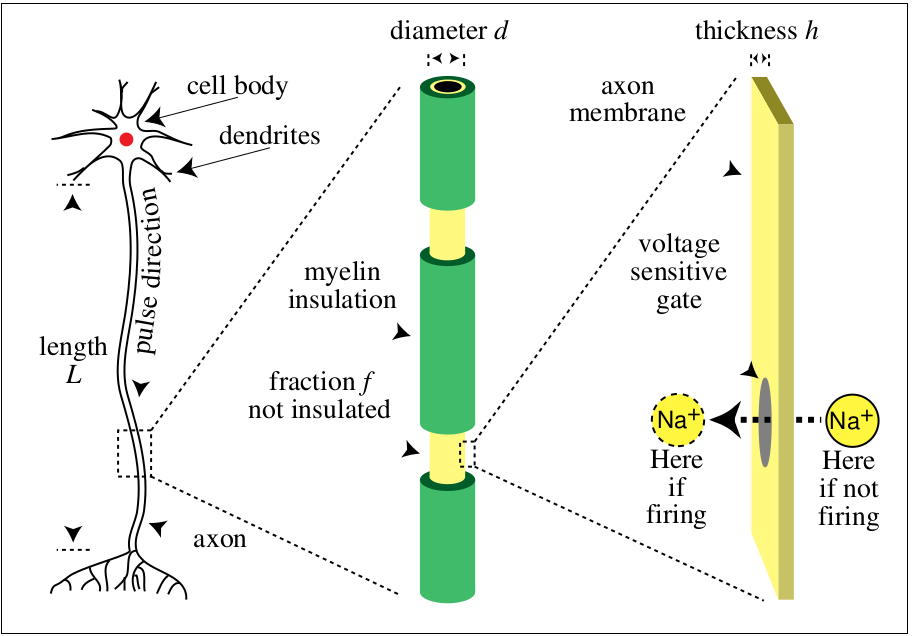 diameter d
thickness h
cell body
dendrites
axon
membrane
pulse direction
voltage
sensitive
gate
myelin
insulation
length
L
fraction f
not insulated
Na+
Na+
Here
if
firing
Here
if not
firing
axon